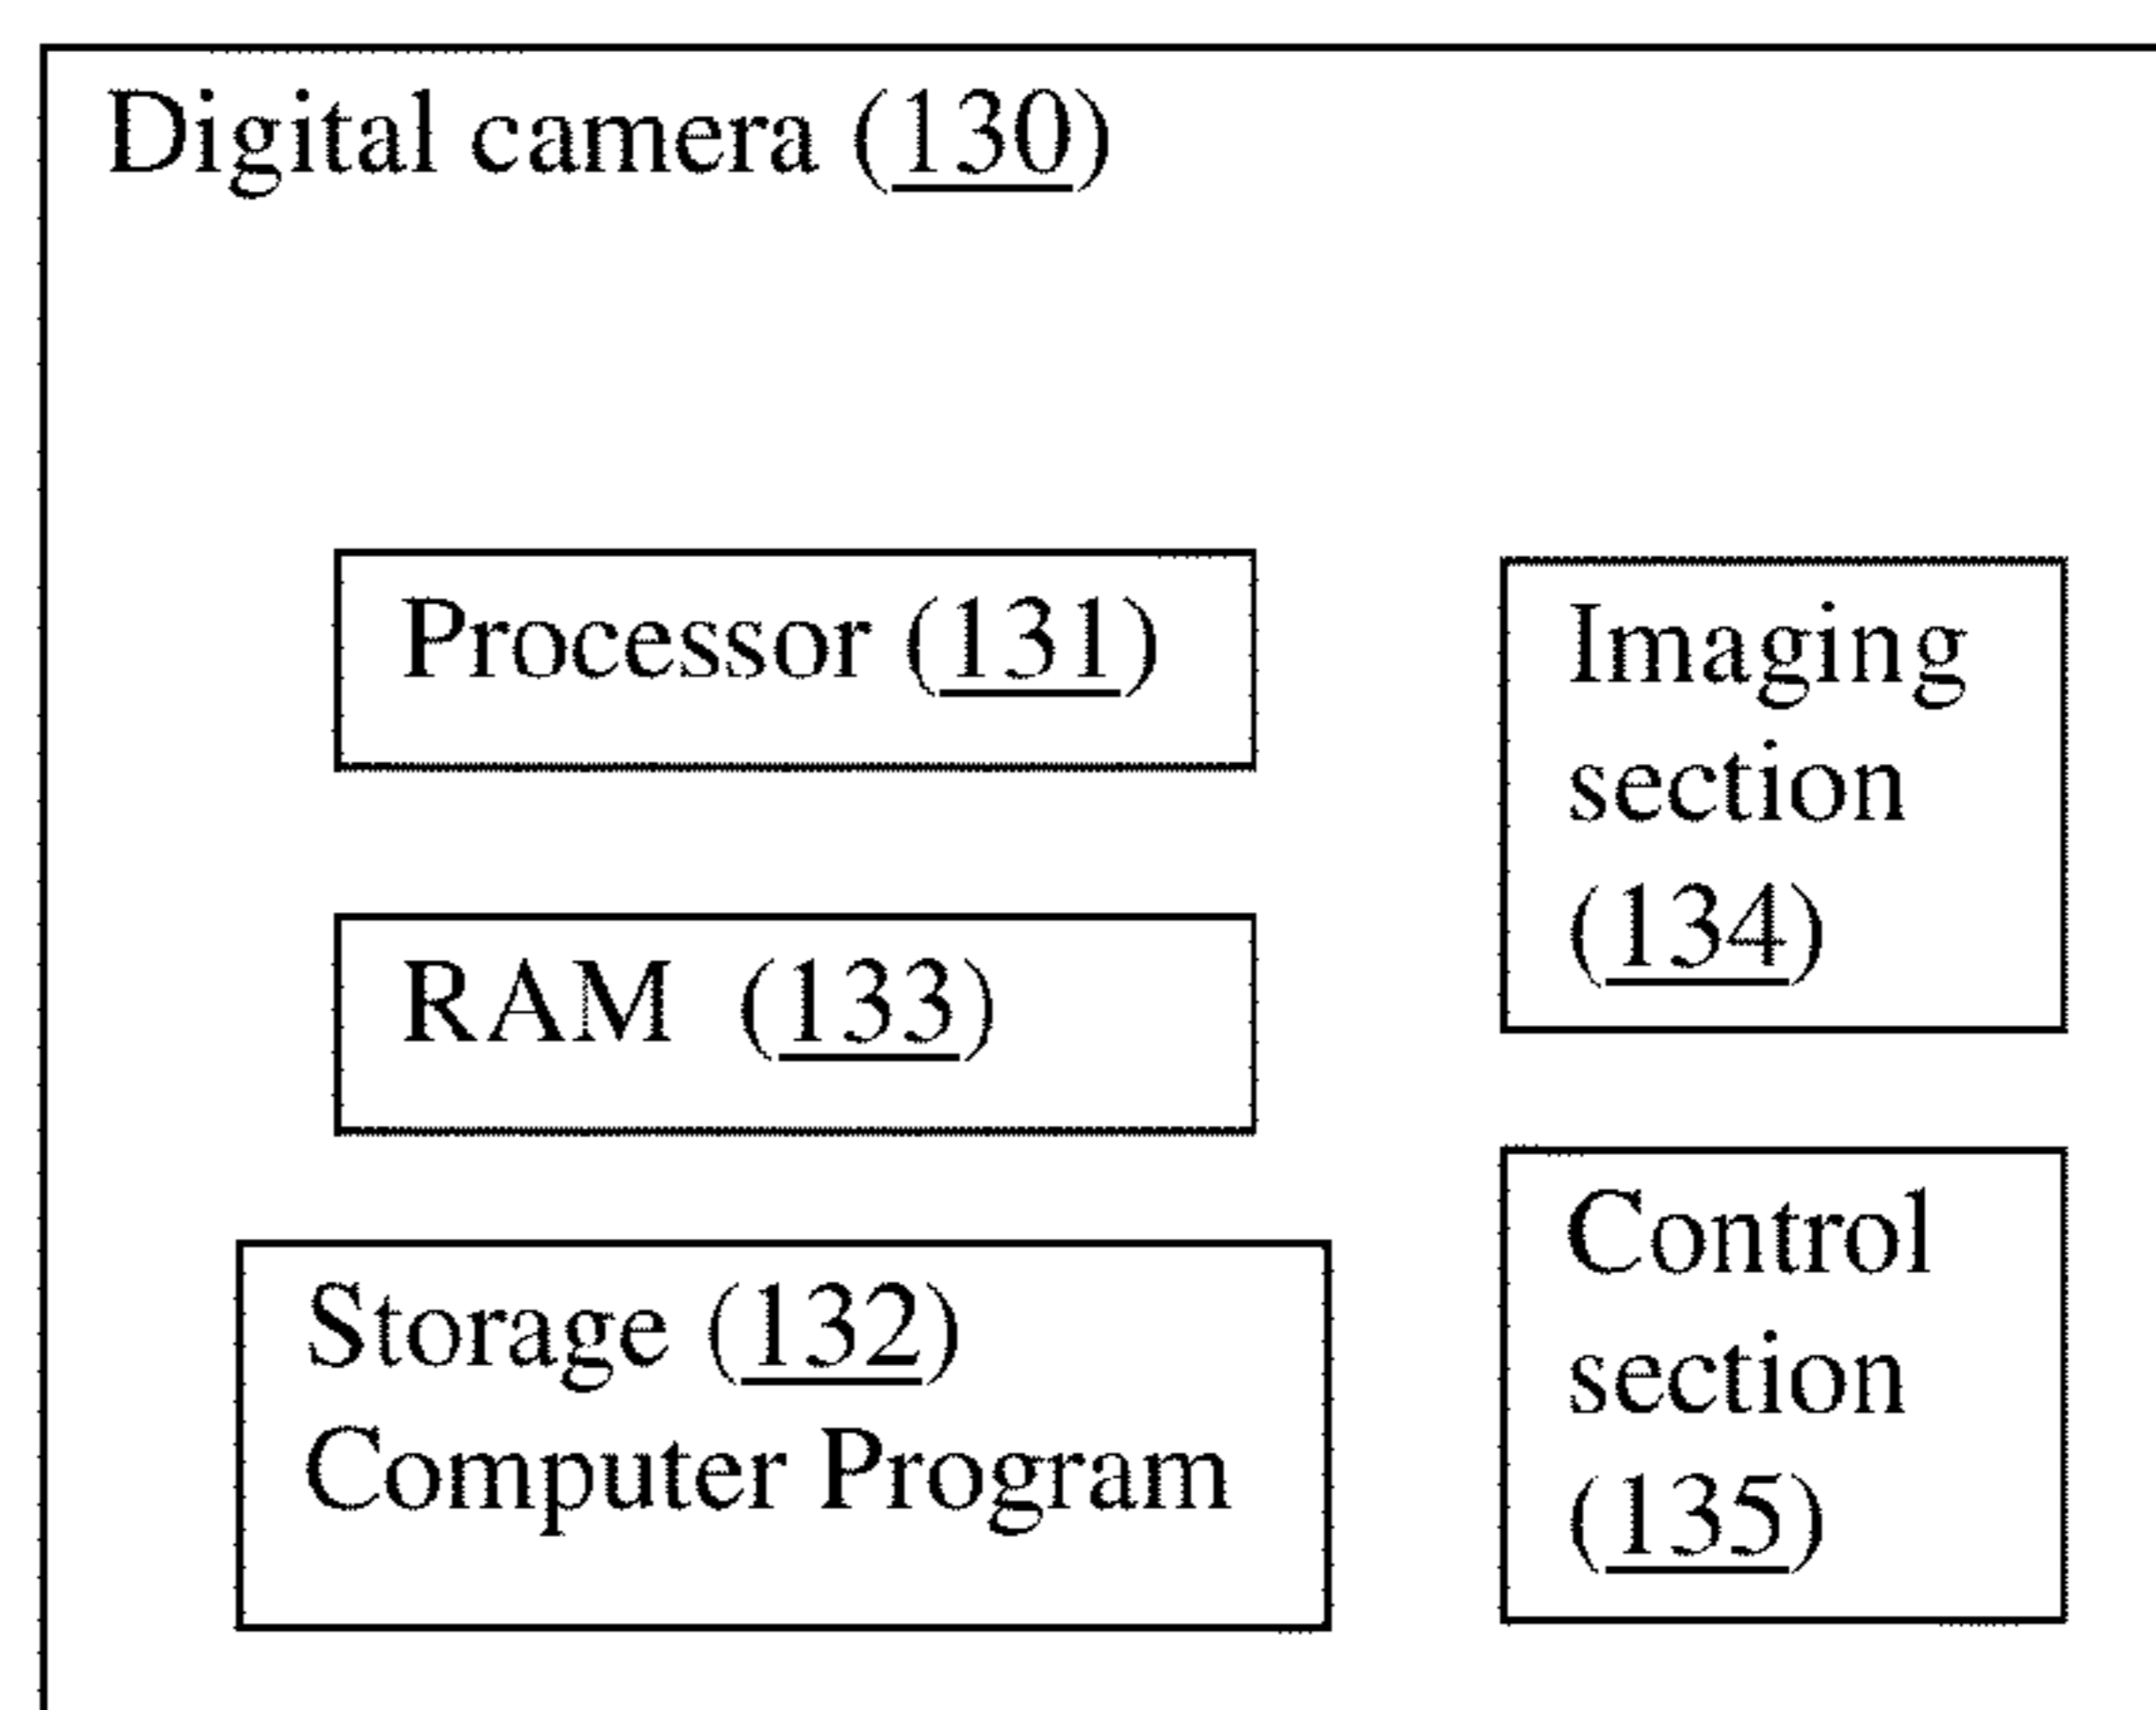 Digital camera (130)
Processor (131)
RAM (133)
Storage (132)
Computer Program
Imaging
section
(134)
Control
section
(135)